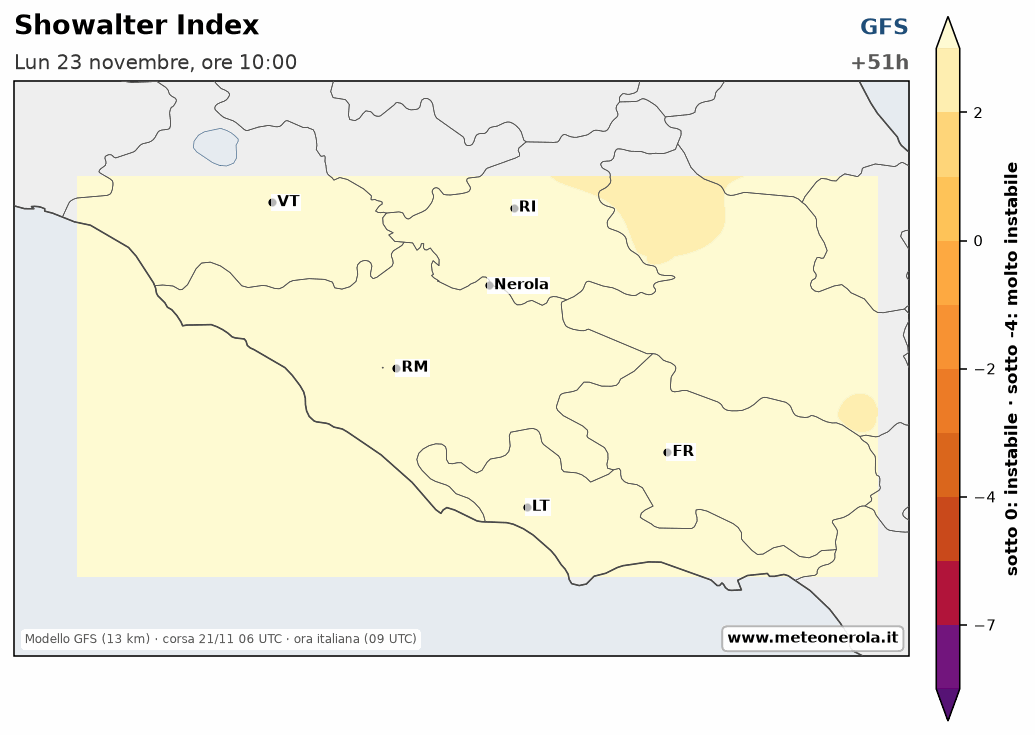 Showalter Index
GFS
Lun 23 novembre, ore 10:00
+51h
VT
RI
Nerola
RM
FR
LT
Modello GFS (13 km) · corsa 21/11 06 UTC · ora italiana (09 UTC)
www.meteonerola.it
2
0
−2
−4
−7
sotto 0: instabile · sotto -4: molto instabile